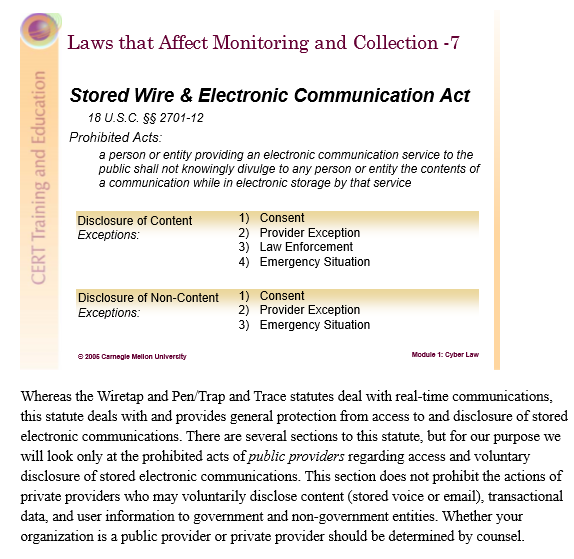 Laws that Affect Monitoring and Collection -7
CERT Training and Education
Stored Wire & Electronic Communication Act
18 U.S.C. §§ 2701-12
Prohibited Acts:
a person or entity providing an electronic communication service to the
public shall not knowingly divulge to any person or entity the contents of
a communication while in electronic storage by that service
Disclosure of Content
Exceptions:
1) Consent
2) Provider Exception
3) Law Enforcement
4) Emergency Situation
Disclosure of Non-Content
Exceptions:
1) Consent
2) Provider Exception
3) Emergency Situation
© 2005 Carnegie Mellon University
Module 1: Cyber Law
Whereas the Wiretap and Pen/Trap and Trace statutes deal with real-time communications,
this statute deals with and provides general protection from access to and disclosure of stored
electronic communications. There are several sections to this statute, but for our purpose we
will look only at the prohibited acts of public providers regarding access and voluntary
disclosure of stored electronic communications. This section does not prohibit the actions of
private providers who may voluntarily disclose content (stored voice or email), transactional
data, and user information to government and non-government entities. Whether your
organization is a public provider or private provider should be determined by counsel.